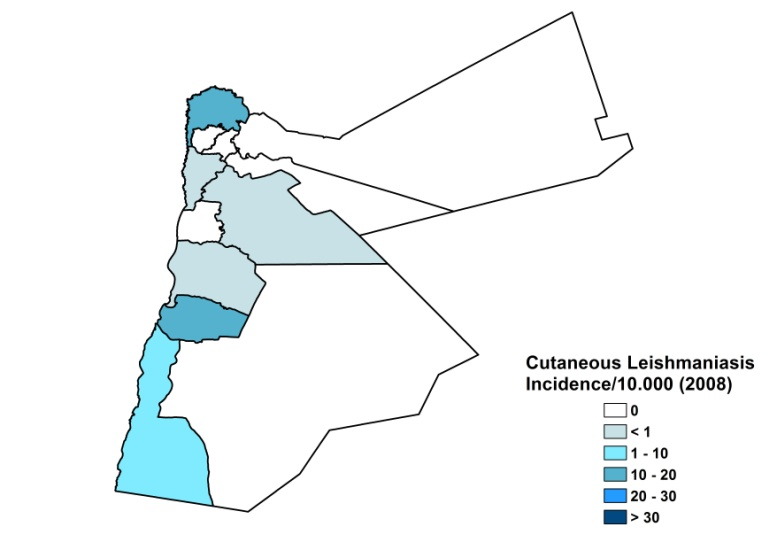 Cutaneous Leishmaniasis
Incidence/10.000 (2008)
0
< 1
1 - 10
10 - 20
20 - 30
> 30